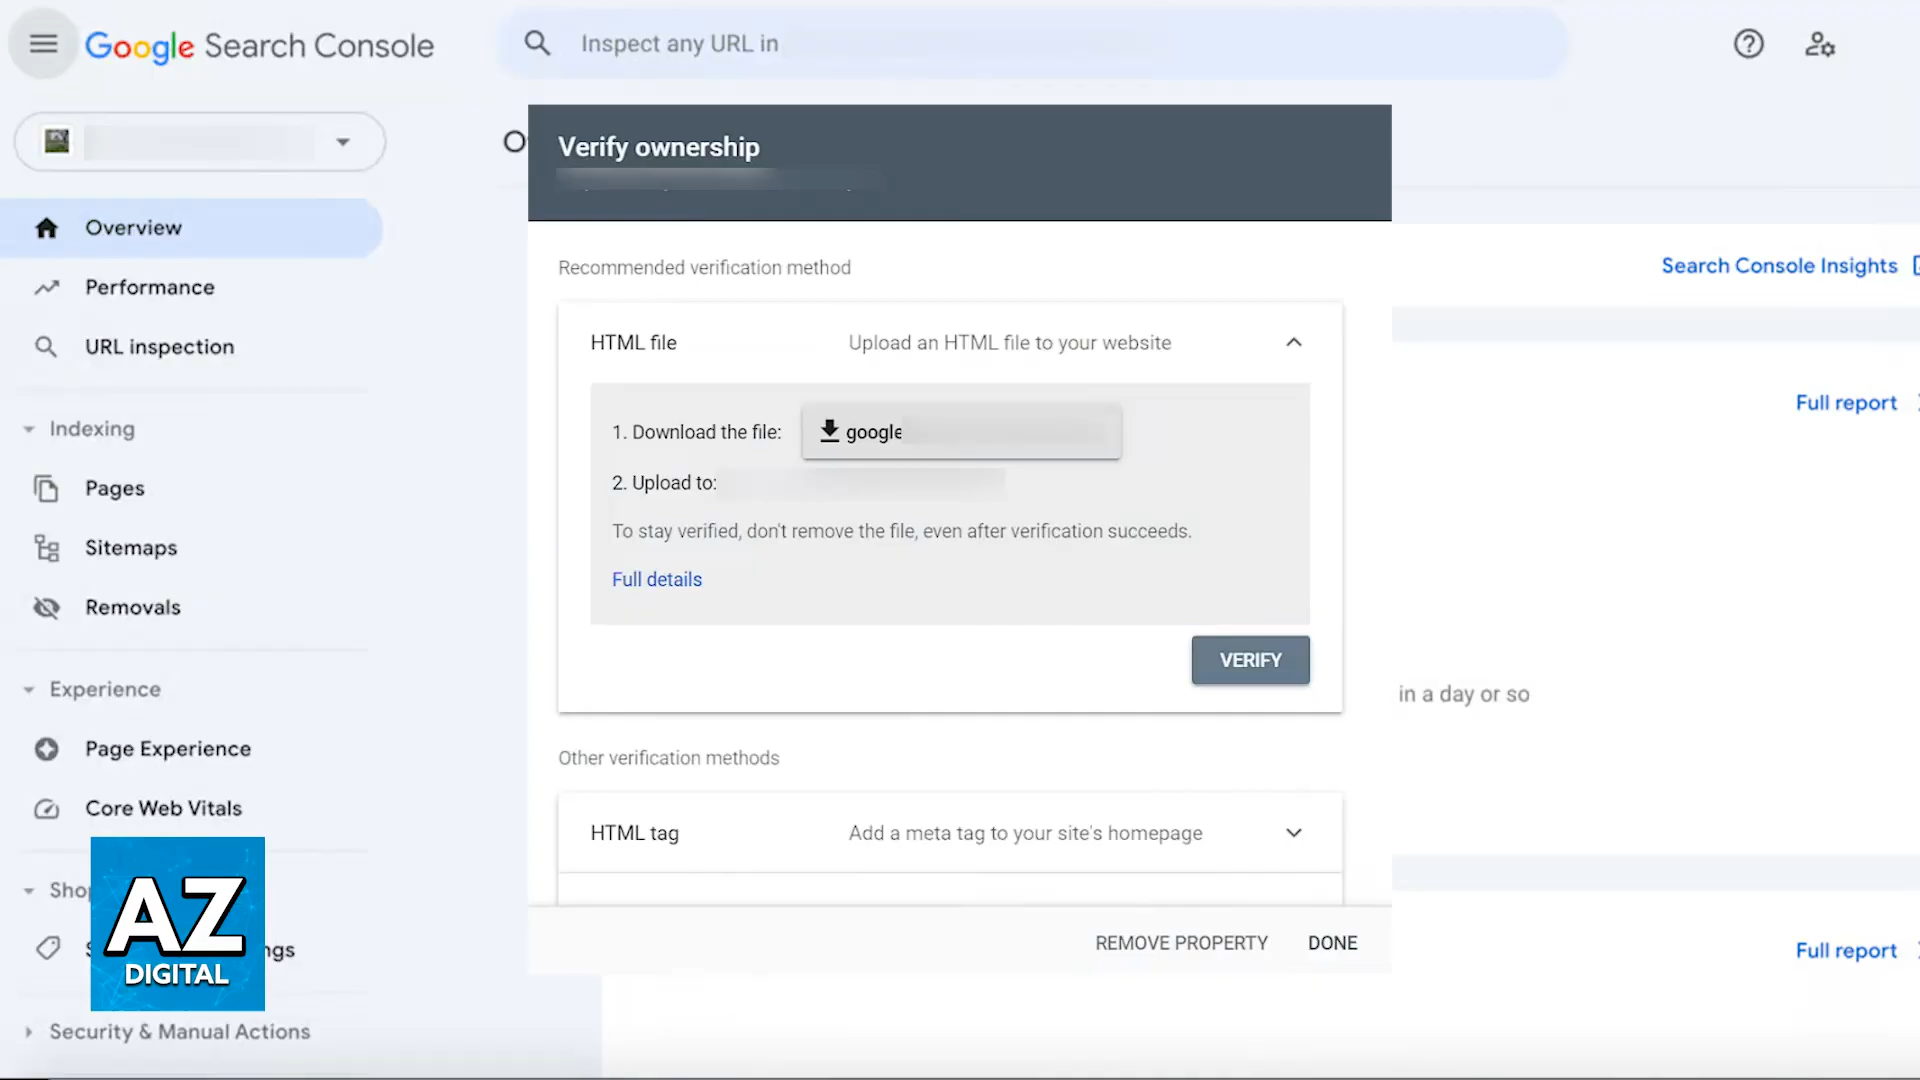 Google Search Console
Inspect any URL in
Overview
Performance
URL inspection
Indexing
Pages
Sitemaps
Removals
Experience
Page Experience
Core Web Vitals
Security & Manual Actions
AZ
DIGITAL
Verify ownership
Recommended verification method
HTML file Upload an HTML file to your website
1. Download the file: google
2. Upload to:
To stay verified, don't remove the file, even after verification succeeds.
Full details
VERIFY
Other verification methods
HTML tag Add a meta tag to your site's homepage
REMOVE PROPERTY DONE
Search Console Insights
Full report
in a day or so
Full report